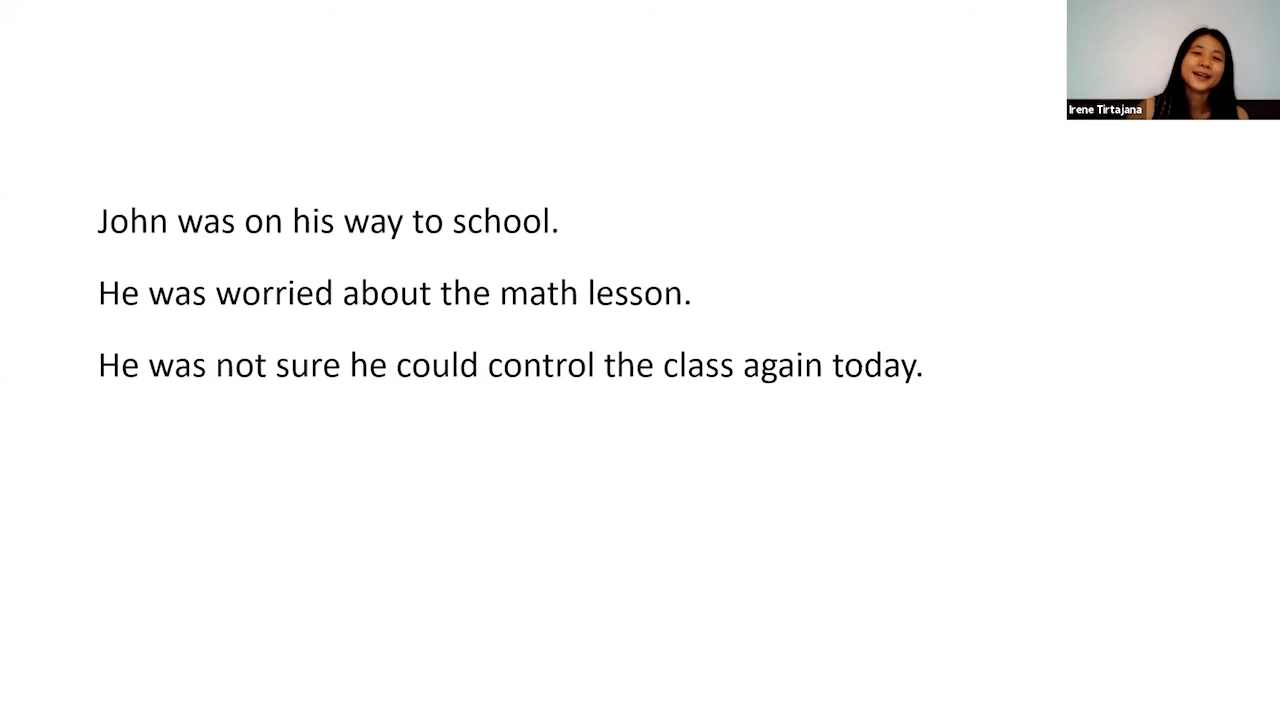 Irene Tirtajana
John was on his way to school.
He was worried about the math lesson.
He was not sure he could control the class again today.